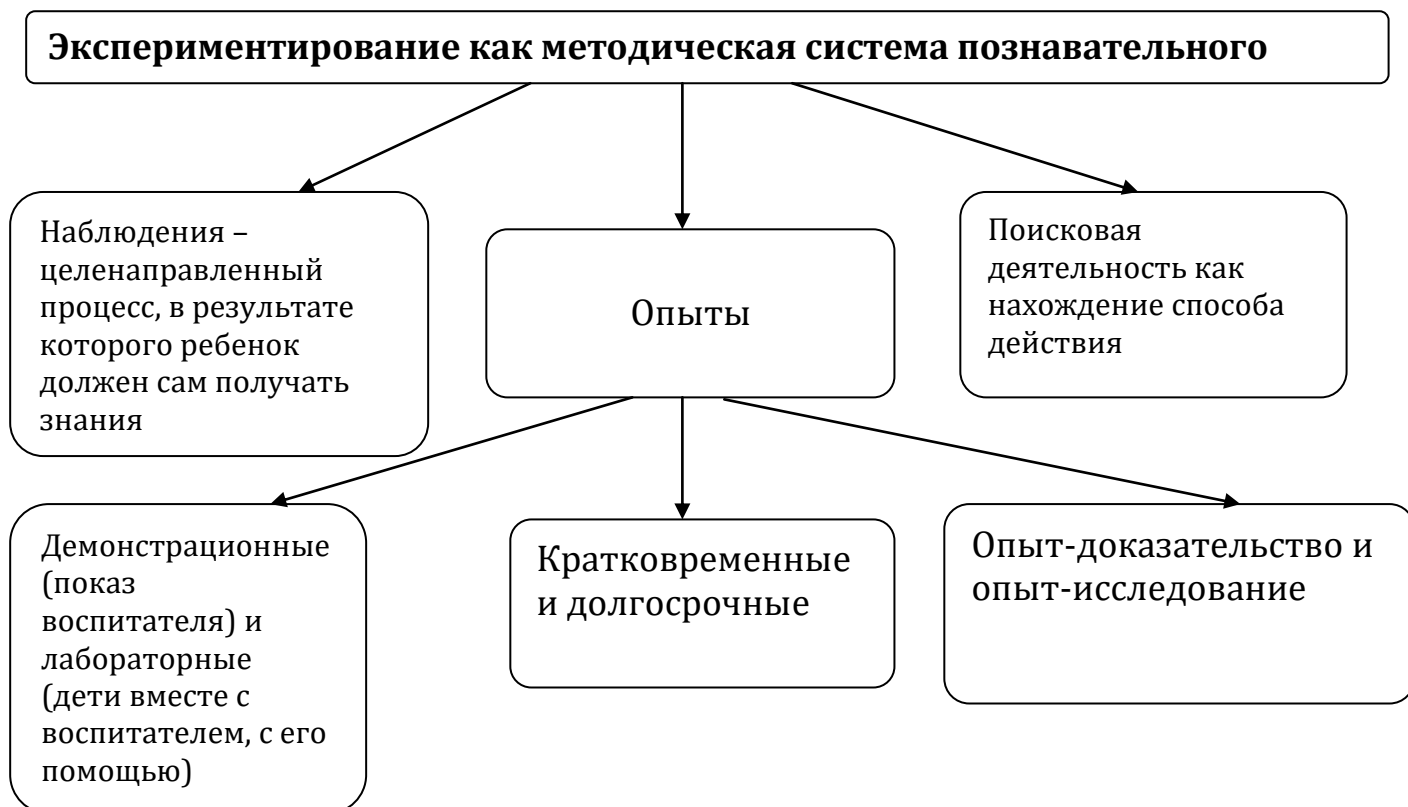 Экспериментирование как методическая система познавательного
Наблюдения –
целенаправленный
процесс, в результате
которого ребенок
должен сам получать
знания
Опыты
Поисковая
деятельность как
нахождение способа
действия
Демонстрационные
(показ
воспитателя) и
лабораторные
(дети вместе с
воспитателем, с его
помощью)
Кратковременные
и долгосрочные
Опыт-доказательство и
опыт-исследование